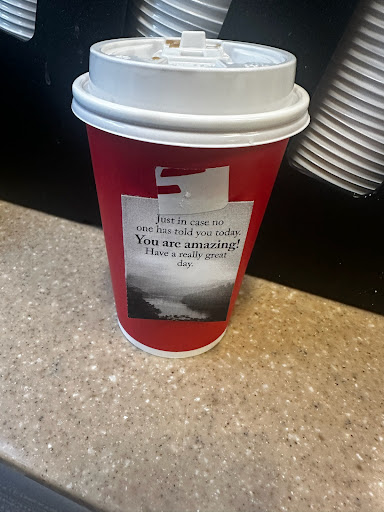 Just in case no
one has told you today.
You are amazing!
Have a really great
day.